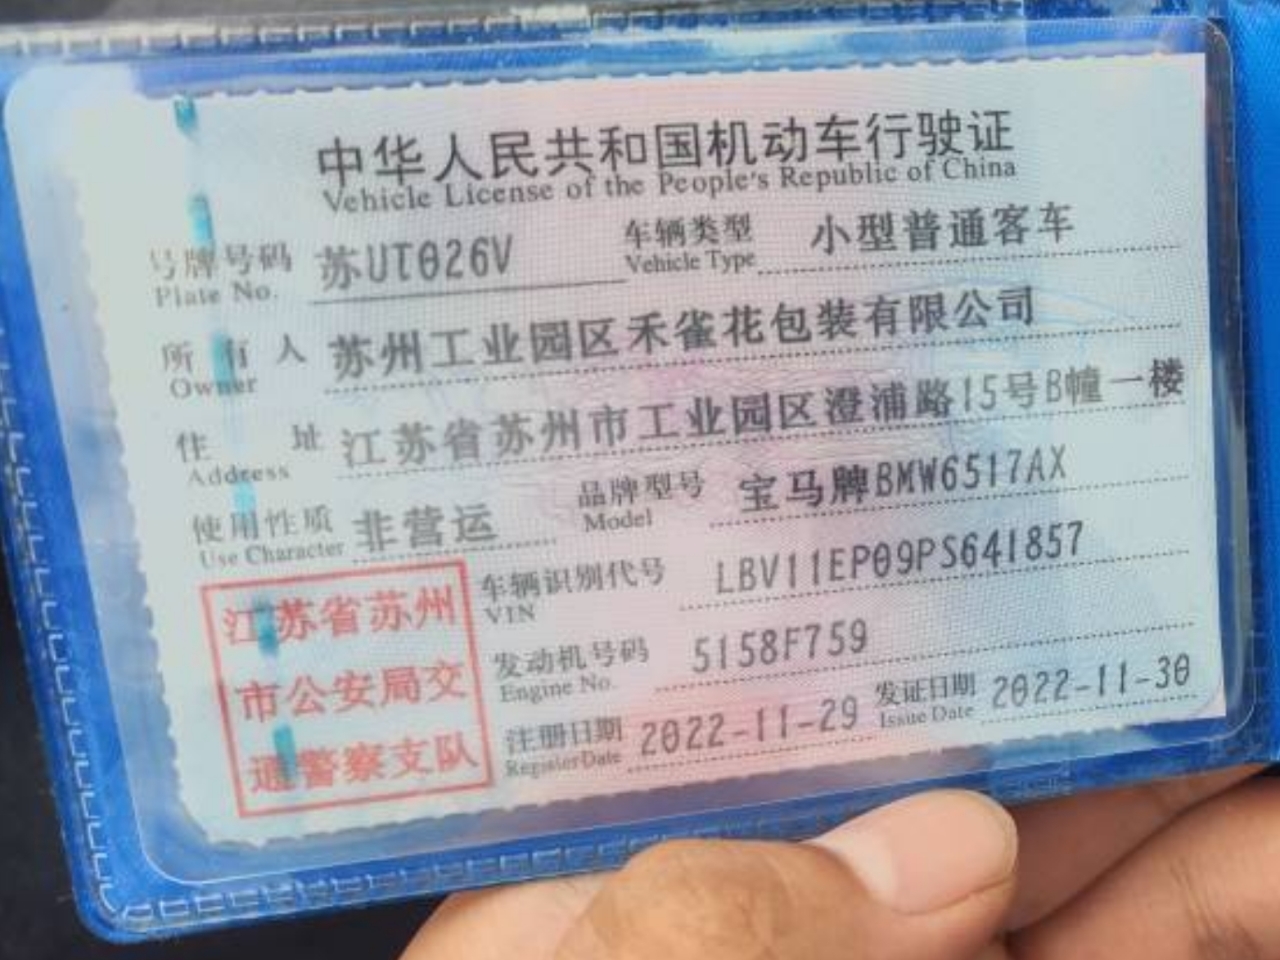 中华人民共和国机动车行驶证
Vehicle License of the People's Republic of China
号牌号码 苏UT026V 车辆类型 小型普通客车
Plate No. Vehicle Type
所有人 苏州工业园区禾雀花包装有限公司
Owner
住址 江苏省苏州市工业园区澄浦路15号B幢一楼
Address
使用性质 非营运 品牌型号 宝马牌BMW6517AX
Use Character Model
车辆识别代号 LBV11EP09PS641857
VIN
发动机号码 5158F759
Engine No.
注册日期 2022-11-29 发证日期 2022-11-30
Register Date Issue Date
江苏省苏州
市公安局交
通警察支队